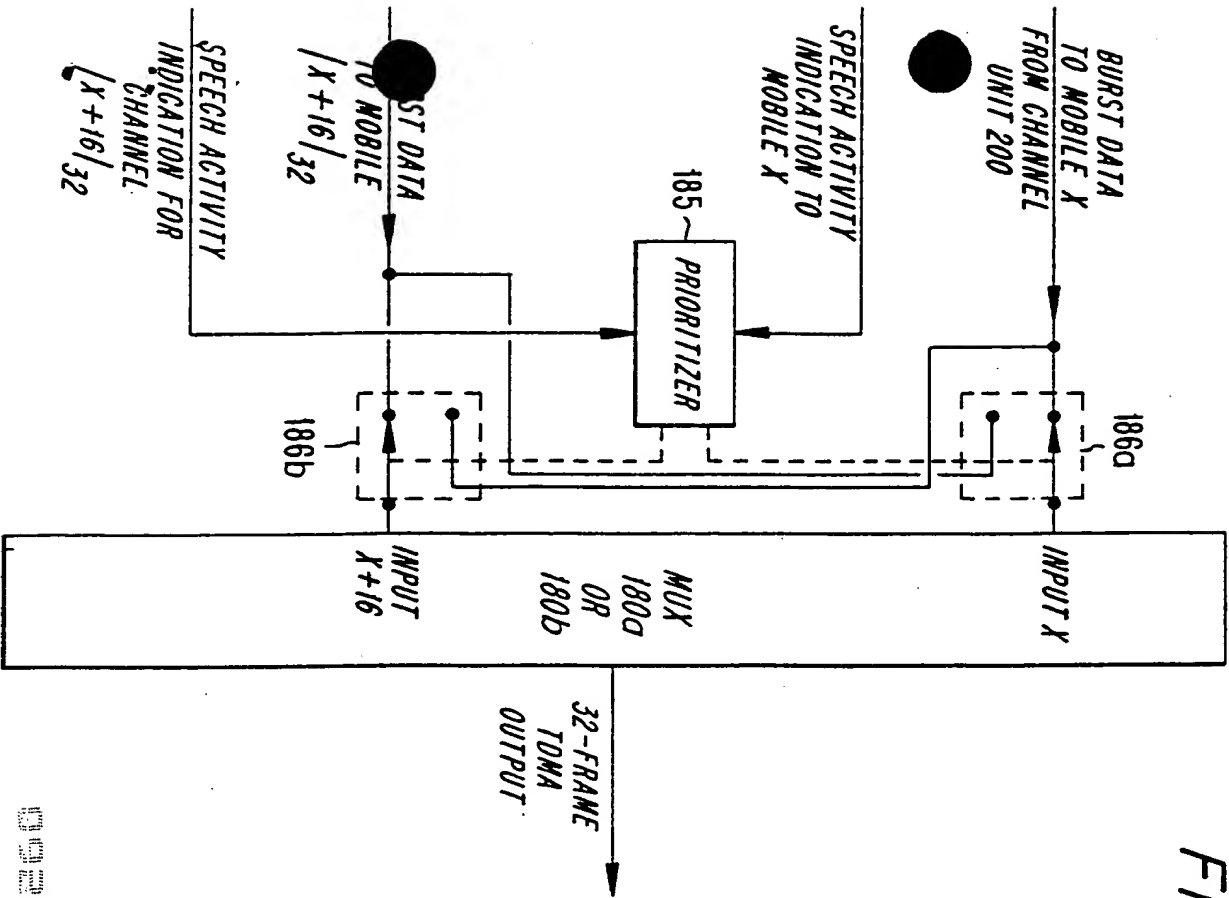 BURST DATA
TO MOBILE X
FROM CHANNEL
UNIT 200
SPEECH ACTIVITY
INDICATION TO
MOBILE X
ST DATA
TO MOBILE
|X+16|32
SPEECH ACTIVITY
INDICATION FOR
CHANNEL
|X+16|32
185
PRIORITIZER
186a
186b
INPUT X
MUX
180a
OR
180b
INPUT
X+16
32-FRAME
TDMA
OUTPUT